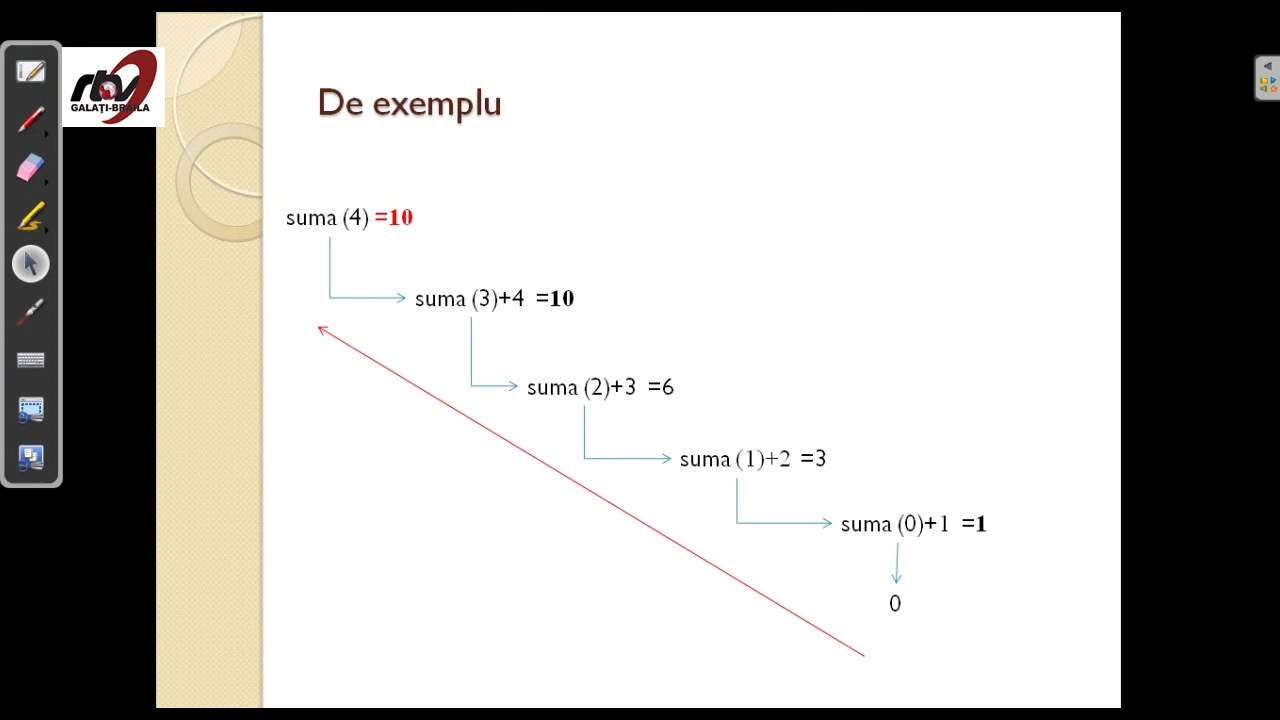 rtv
GALAȚI-BRĂILA
De exemplu
suma (4) =10
suma (3)+4 =10
suma (2)+3 =6
suma (1)+2 =3
suma (0)+1 =1
0